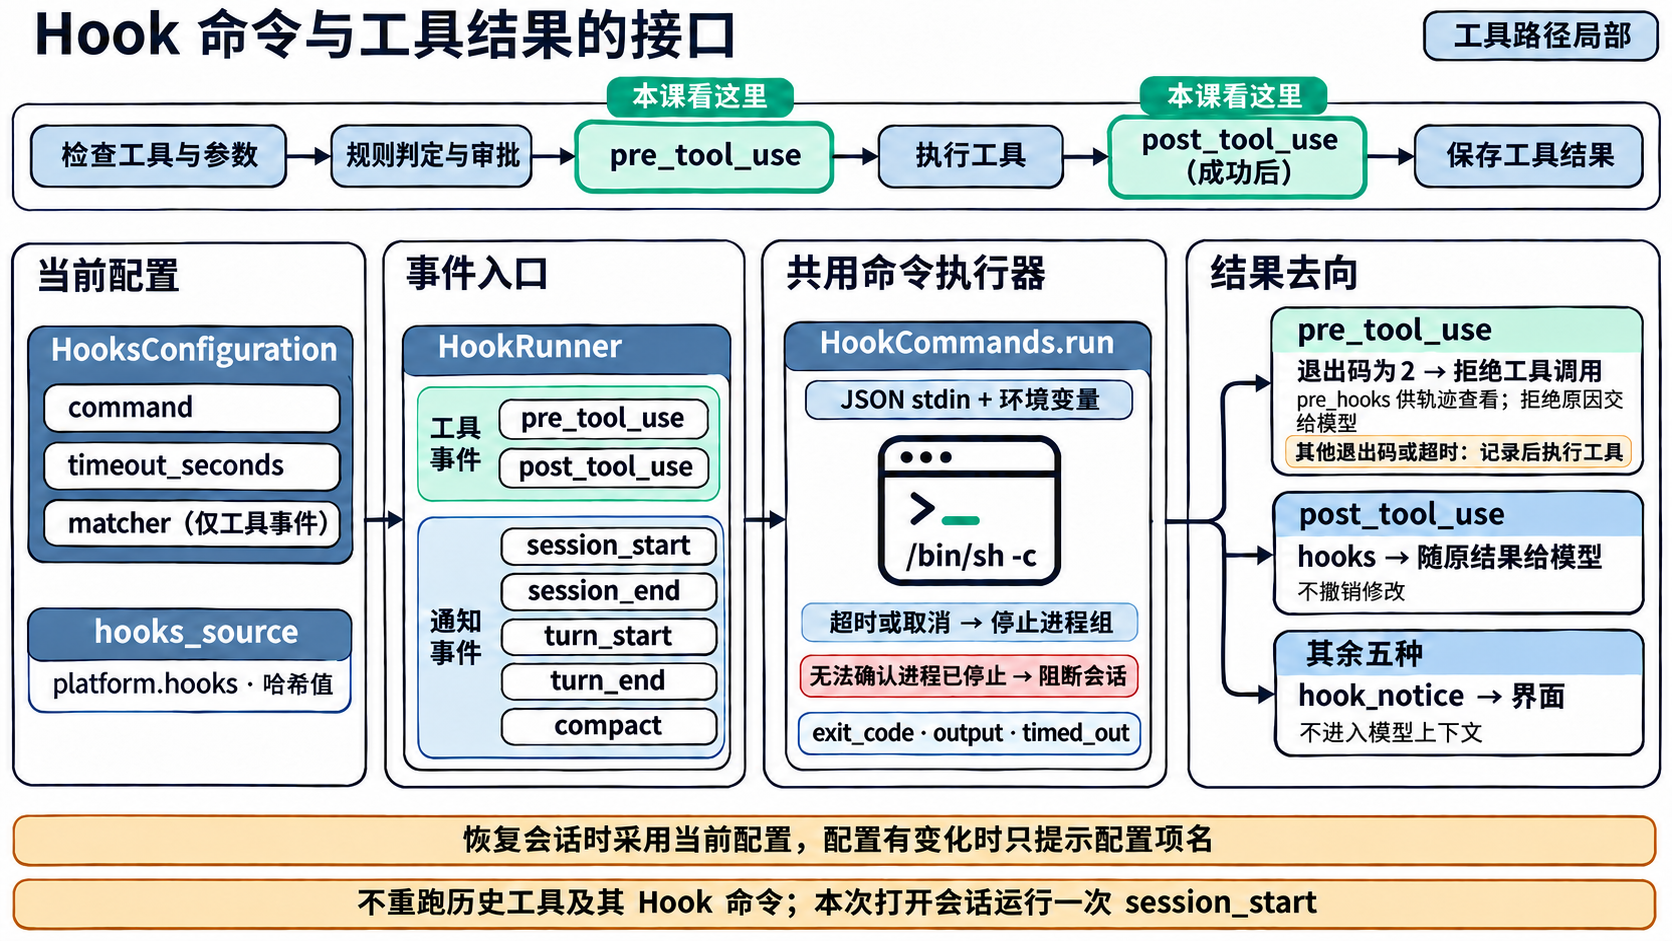 Hook 命令与工具结果的接口
工具路径局部
本课看这里
本课看这里
检查工具与参数
规则判定与审批
pre_tool_use
执行工具
post_tool_use
（成功后）
保存工具结果
当前配置
HooksConfiguration
command
timeout_seconds
matcher（仅工具事件）
hooks_source
platform.hooks · 哈希值
事件入口
HookRunner
工具
事件
pre_tool_use
post_tool_use
通知
事件
session_start
session_end
turn_start
turn_end
compact
共用命令执行器
HookCommands.run
JSON stdin + 环境变量
>_
/bin/sh -c
超时或取消 → 停止进程组
无法确认进程已停止 → 阻断会话
exit_code · output · timed_out
结果去向
pre_tool_use
退出码为 2 → 拒绝工具调用
pre_hooks 供轨迹查看；拒绝原因交
给模型
其他退出码或超时：记录后执行工具
post_tool_use
hooks → 随原结果给模型
不撤销修改
其余五种
hook_notice → 界面
不进入模型上下文
恢复会话时采用当前配置，配置有变化时只提示配置项名
不重跑历史工具及其 Hook 命令；本次打开会话运行一次 session_start